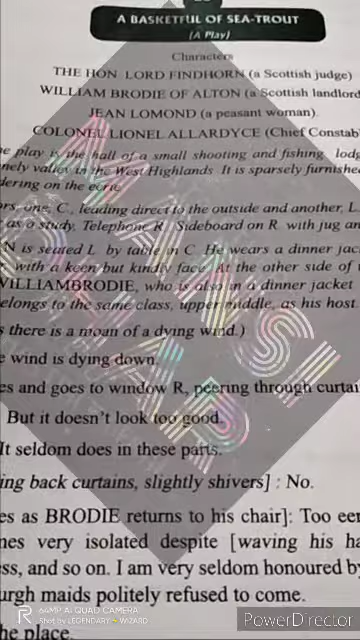 A BASKETFUL OF SEA-TROUT
(A Play)
Characters
THE HON LORD FINDHORN (a Scottish judge)
WILLIAM BRODIE OF ALTON (a Scottish landlord
JEAN LOMOND (a peasant woman)
COLONEL LIONEL ALLARDYCE (Chief Constab
e play is the hall of a small shooting and fishing lodg
nely valley in the West Highlands. It is sparsely furnishe
dering on the eerie
ors, one, C, leading direct to the outside and another, L
as a study. Telephone R. Sideboard on R with jug an
N is seated L by table in C. He wears a dinner jac
with a keen but kindly face. At the other side of
WILLIAMBRODIE, who is also in a dinner jacket
elongs to the same class, upper middle, as his host.
s there is a moan of a dying wind.)
e wind is dying down.
es and goes to window R, peering through curtai
But it doesn't look too good.
It seldom does in these parts.
ing back curtains, slightly shivers] : No.
es as BRODIE returns to his chair]: Too eer
nes very isolated despite [waving his ha
ss, and so on. I am very seldom honoured by
urgh maids politely refused to come.
the place.
MANSI
64MP AI QUAD CAMERA
Shot by LEGENDARY WIZARD
PowerDirector